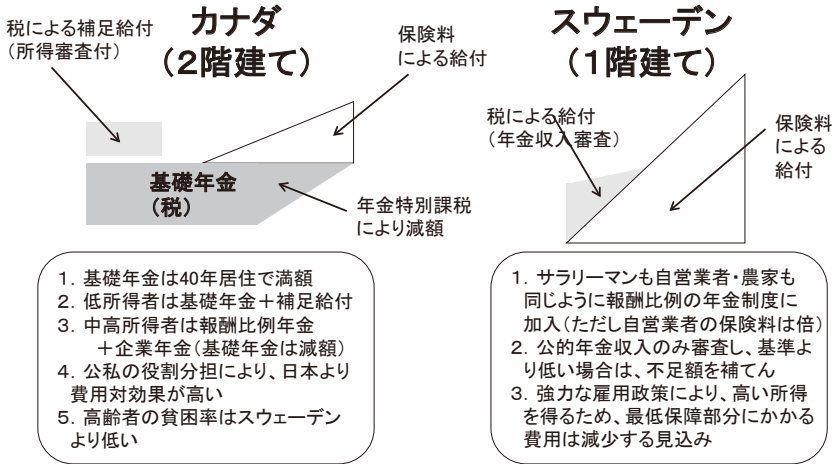 カナダ
（2階建て）
税による補足給付
（所得審査付）
保険料
による給付
基礎年金
（税）
年金特別課税
により減額
1．基礎年金は40年居住で満額
2．低所得者は基礎年金＋補足給付
3．中高所得者は報酬比例年金
＋企業年金（基礎年金は減額）
4．公私の役割分担により、日本より
費用対効果が高い
5．高齢者の貧困率はスウェーデン
より低い
スウェーデン
（1階建て）
税による給付
（年金収入審査）
保険料
による
給付
1．サラリーマンも自営業者・農家も
同じように報酬比例の年金制度に
加入（ただし自営業者の保険料は倍）
2．公的年金収入のみ審査し、基準よ
り低い場合は、不足額を補てん
3．強力な雇用政策により、高い所得
を得るため、最低保障部分にかかる
費用は減少する見込み